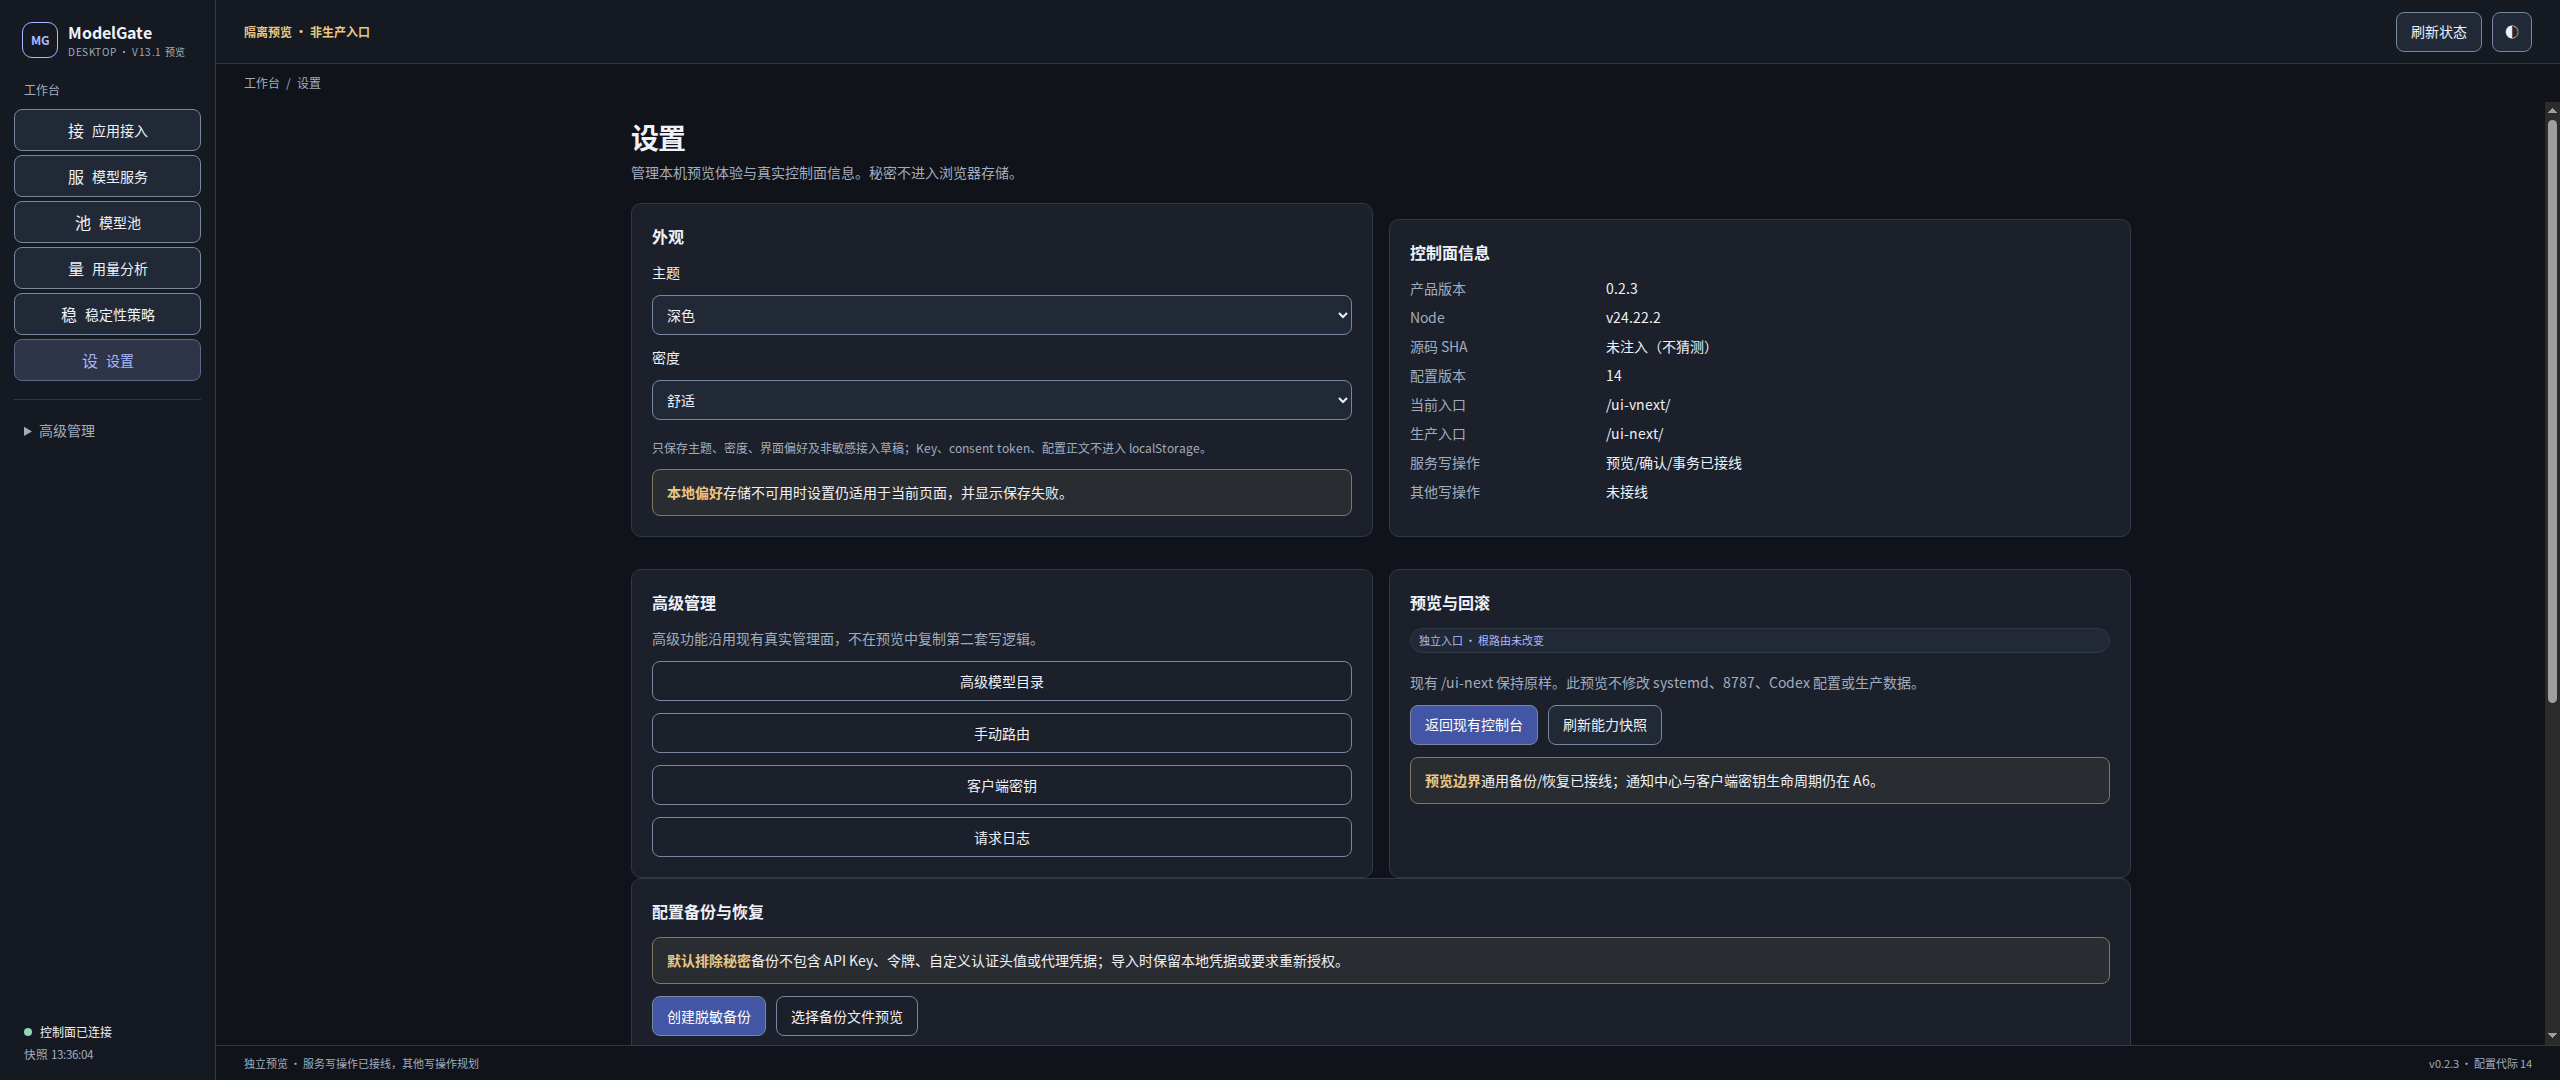 MG
ModelGate
DESKTOP · V13.1 预览
工作台
接 应用接入
服 模型服务
池 模型池
量 用量分析
稳 稳定性策略
设 设置
高级管理
控制面已连接
快照 13:36:04
隔离预览 · 非生产入口
刷新状态
工作台 / 设置
设置
管理本机预览体验与真实控制面信息。秘密不进入浏览器存储。
外观
主题
深色
密度
舒适
只保存主题、密度、界面偏好及非敏感接入草稿；Key、consent token、配置正文不进入 localStorage。
本地偏好存储不可用时设置仍适用于当前页面，并显示保存失败。
控制面信息
产品版本 0.2.3
Node v24.22.2
源码 SHA 未注入（不猜测）
配置版本 14
当前入口 /ui-vnext/
生产入口 /ui-next/
服务写操作 预览/确认/事务已接线
其他写操作 未接线
高级管理
高级功能沿用现有真实管理面，不在预览中复制第二套写逻辑。
高级模型目录
手动路由
客户端密钥
请求日志
预览与回滚
独立入口 · 根路由未改变
现有 /ui-next 保持原样。此预览不修改 systemd、8787、Codex 配置或生产数据。
返回现有控制台 刷新能力快照
预览边界通用备份/恢复已接线；通知中心与客户端密钥生命周期仍在 A6。
配置备份与恢复
默认排除秘密备份不包含 API Key、令牌、自定义认证头值或代理凭据；导入时保留本地凭据或要求重新授权。
创建脱敏备份 选择备份文件预览
独立预览 · 服务写操作已接线，其他写操作规划
v0.2.3 · 配置代际 14